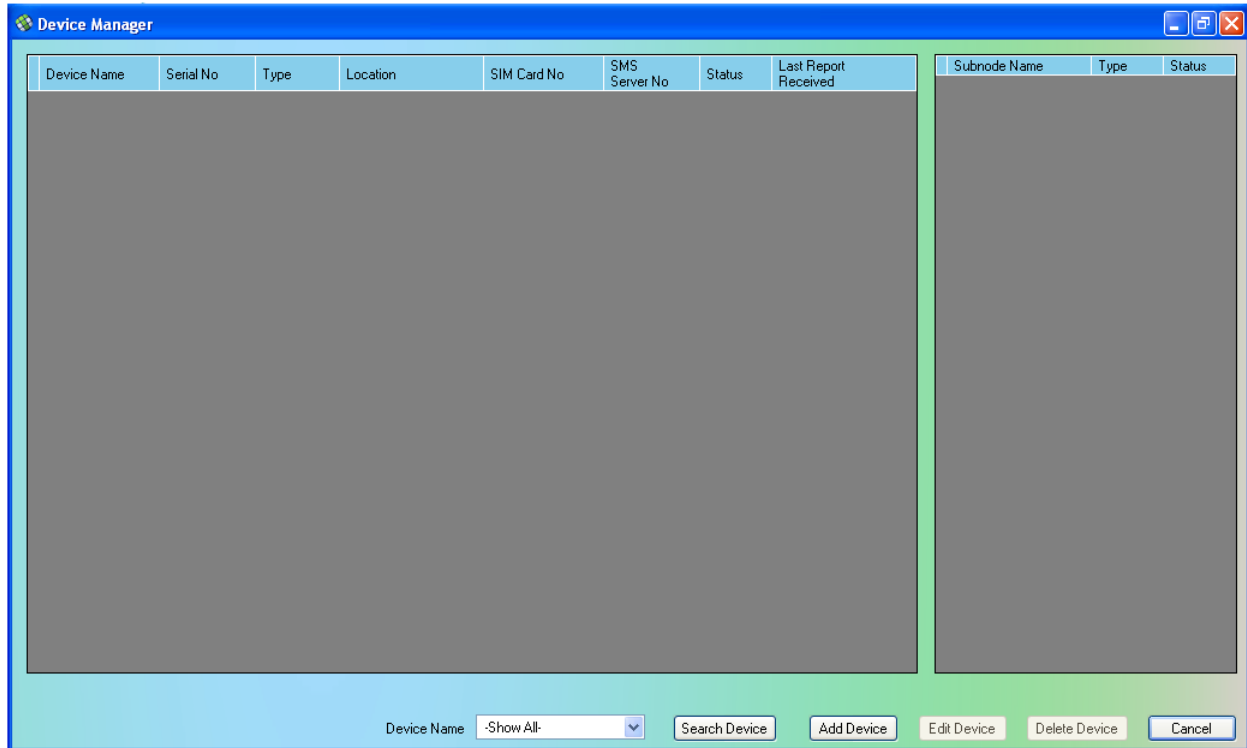 Device Manager
Device Name Serial No Type Location SIM Card No SMS Server No Status Last Report Received
Subnode Name Type Status
Device Name -Show All- Search Device Add Device Edit Device Delete Device Cancel